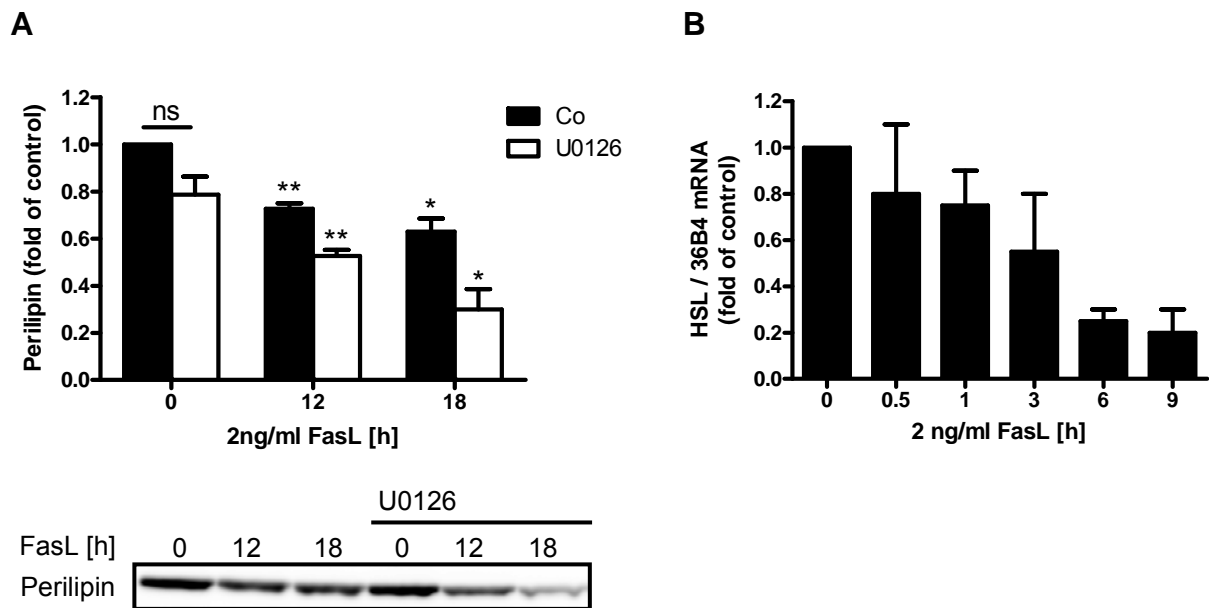 A
Perilipin (fold of control)
1.2
1.0
0.8
0.6
0.4
0.2
0.0
ns
**
**
*
*
Co
U0126
0 12 18
2ng/ml FasL [h]
U0126
FasL [h] 0 12 18 0 12 18
Perilipin
B
HSL / 36B4 mRNA
(fold of control)
1.2
1.0
0.8
0.6
0.4
0.2
0.0
0 0.5 1 3 6 9
2 ng/ml FasL [h]